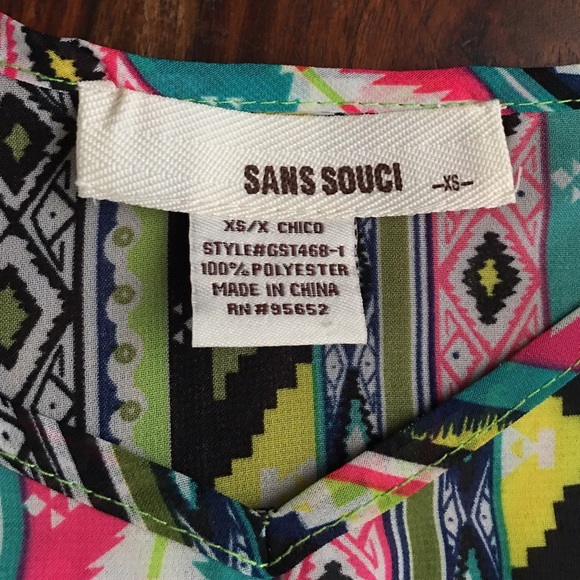 SANS SOUCI -XS-
XS/X CHICO
STYLE#GST468-1
100% POLYESTER
MADE IN CHINA
RN #95652